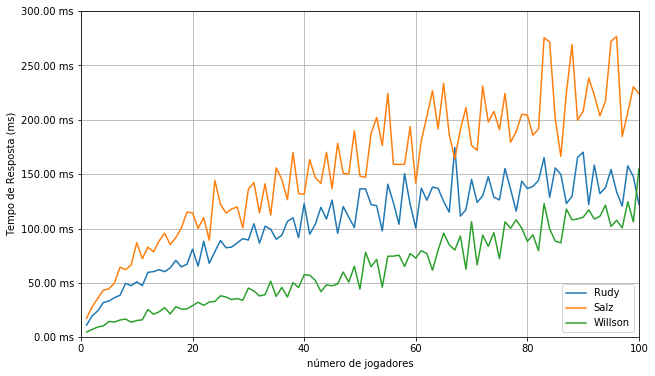 300.00 ms
250.00 ms
200.00 ms
150.00 ms
100.00 ms
50.00 ms
0.00 ms
Tempo de Resposta (ms)
0 20 40 60 80 100
número de jogadores
Rudy
Salz
Willson